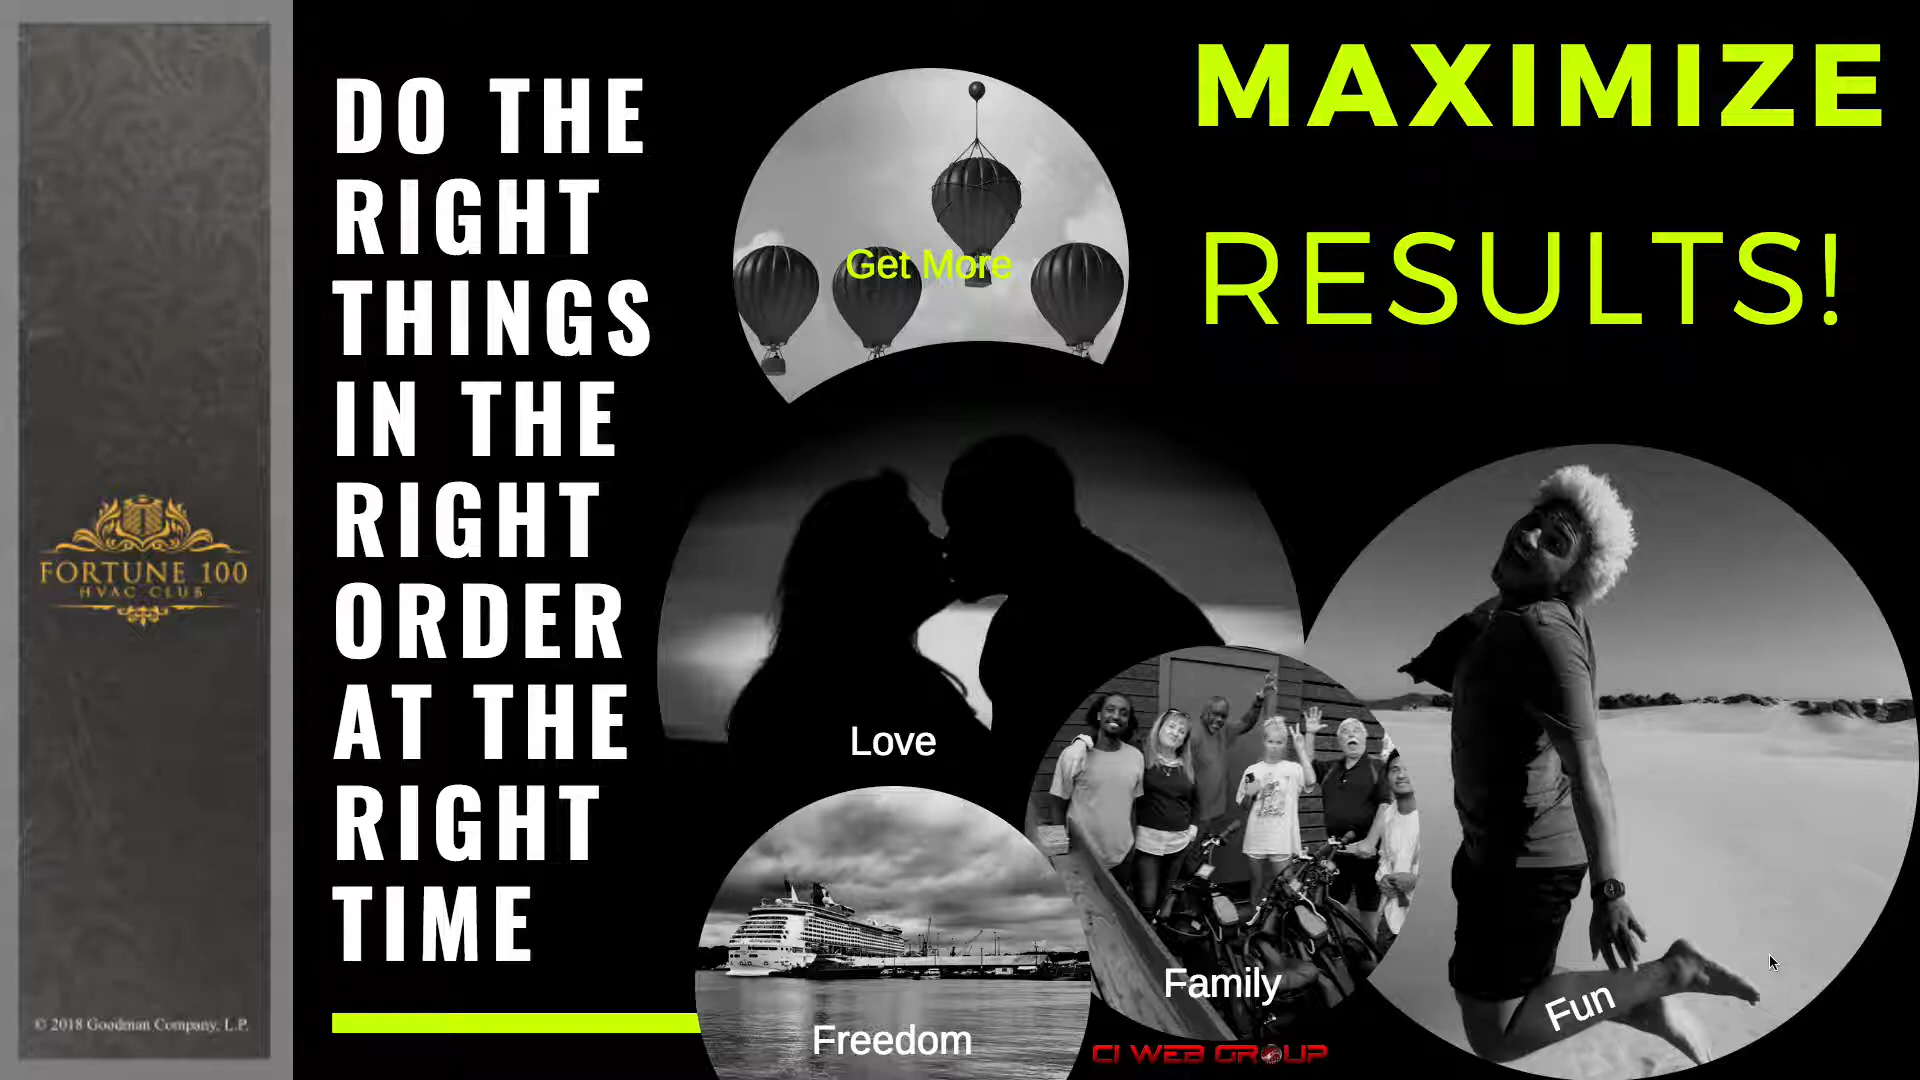 FORTUNE 100
HVAC CLUB
© 2018 Goodman Company, L.P.
DO THE
RIGHT
THINGS
IN THE
RIGHT
ORDER
AT THE
RIGHT
TIME
MAXIMIZE
RESULTS!
Get More
Love
Family
Fun
Freedom
CI WEB GROUP